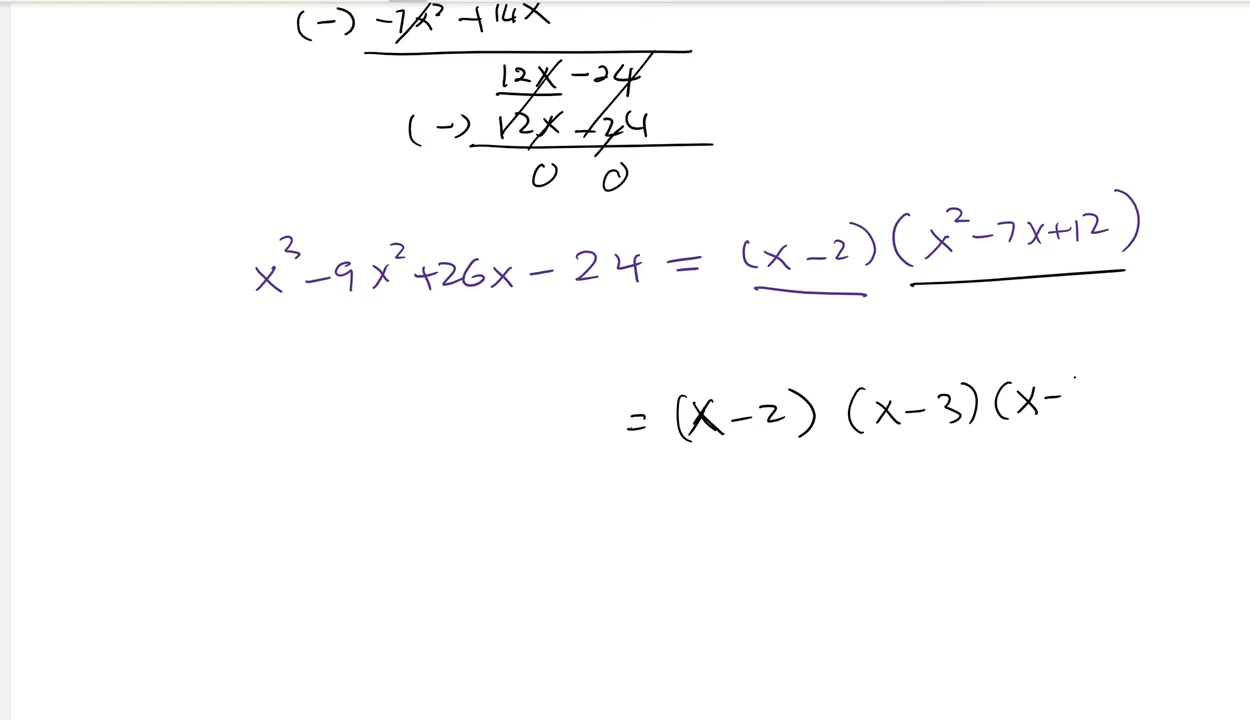 (-) -7x² +14x
12x -24
(-) 12x -24
0 0
x³ -9x² +26x - 24 = (x-2) (x² -7x+12)
= (x-2) (x-3) (x-